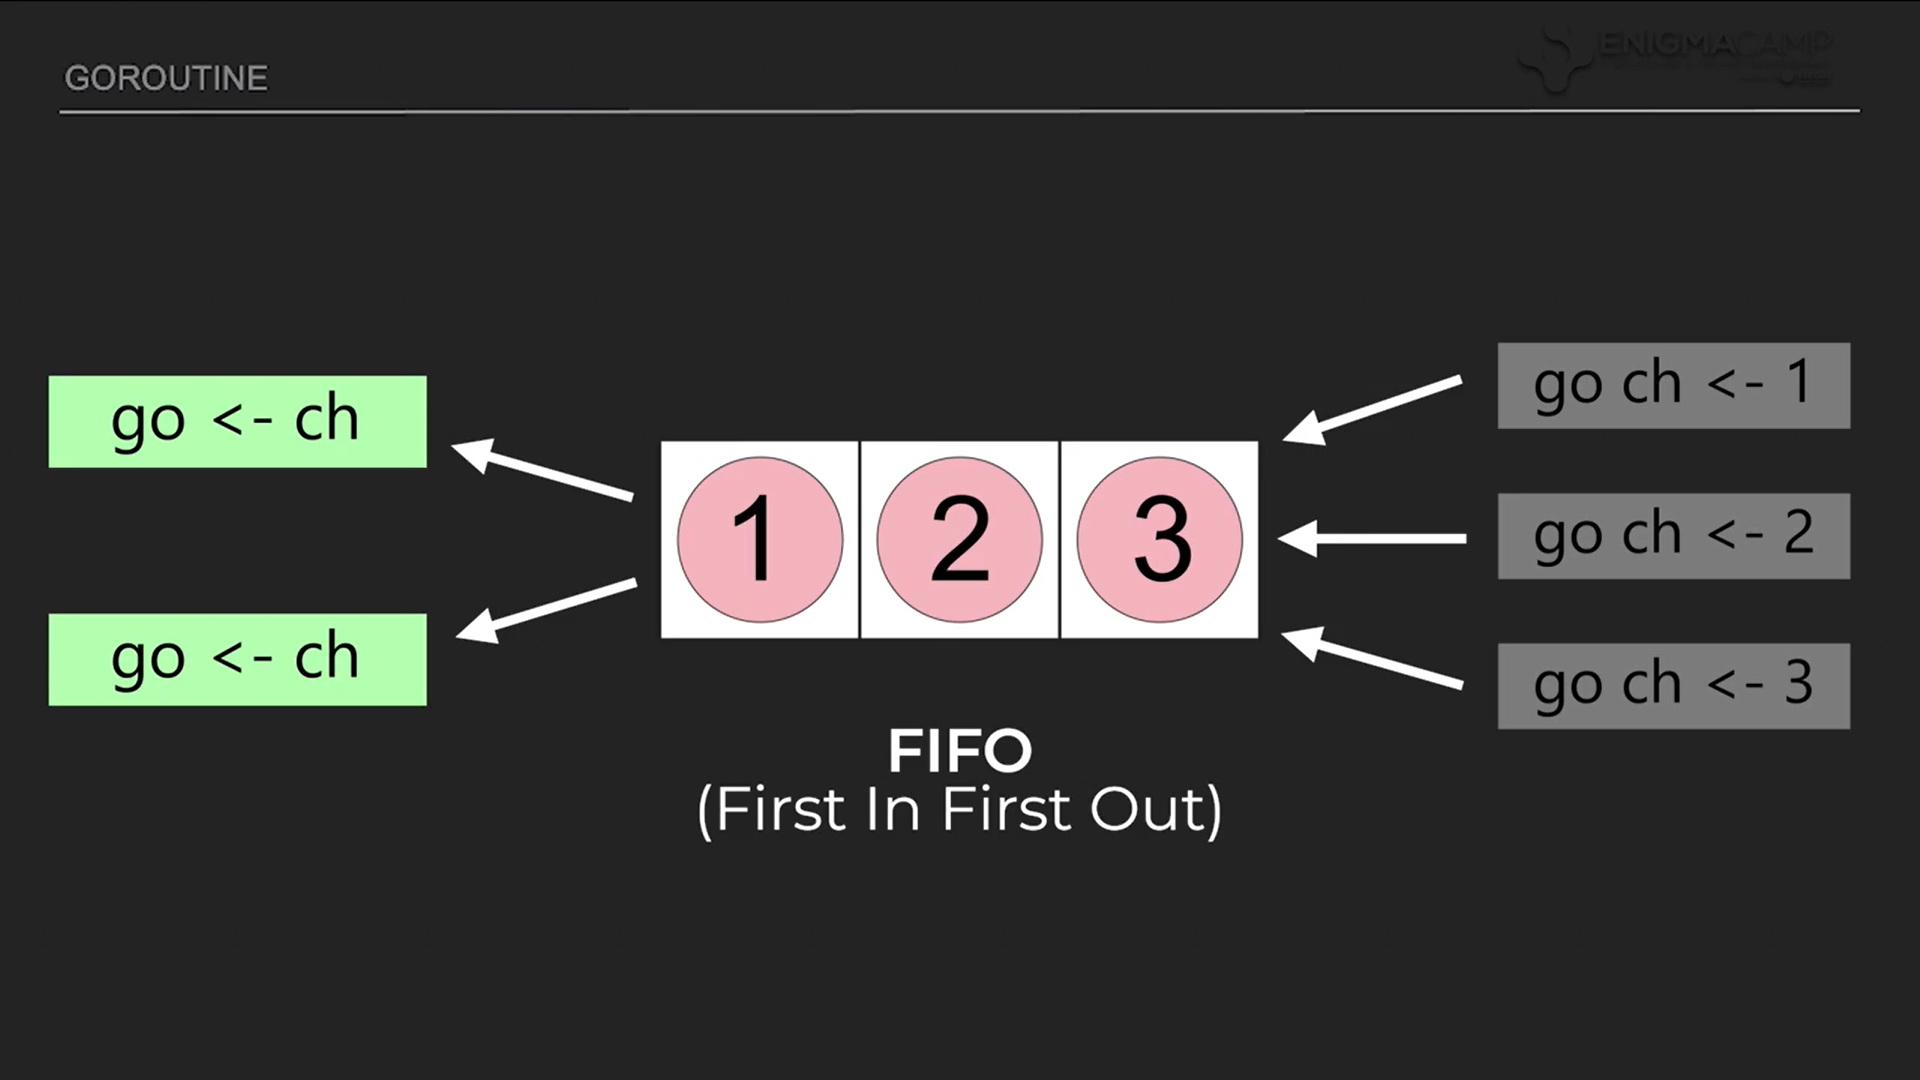 GOROUTINE
ENIGMACAMP
go <- ch
go <- ch
1 2 3
go ch <- 1
go ch <- 2
go ch <- 3
FIFO
(First In First Out)